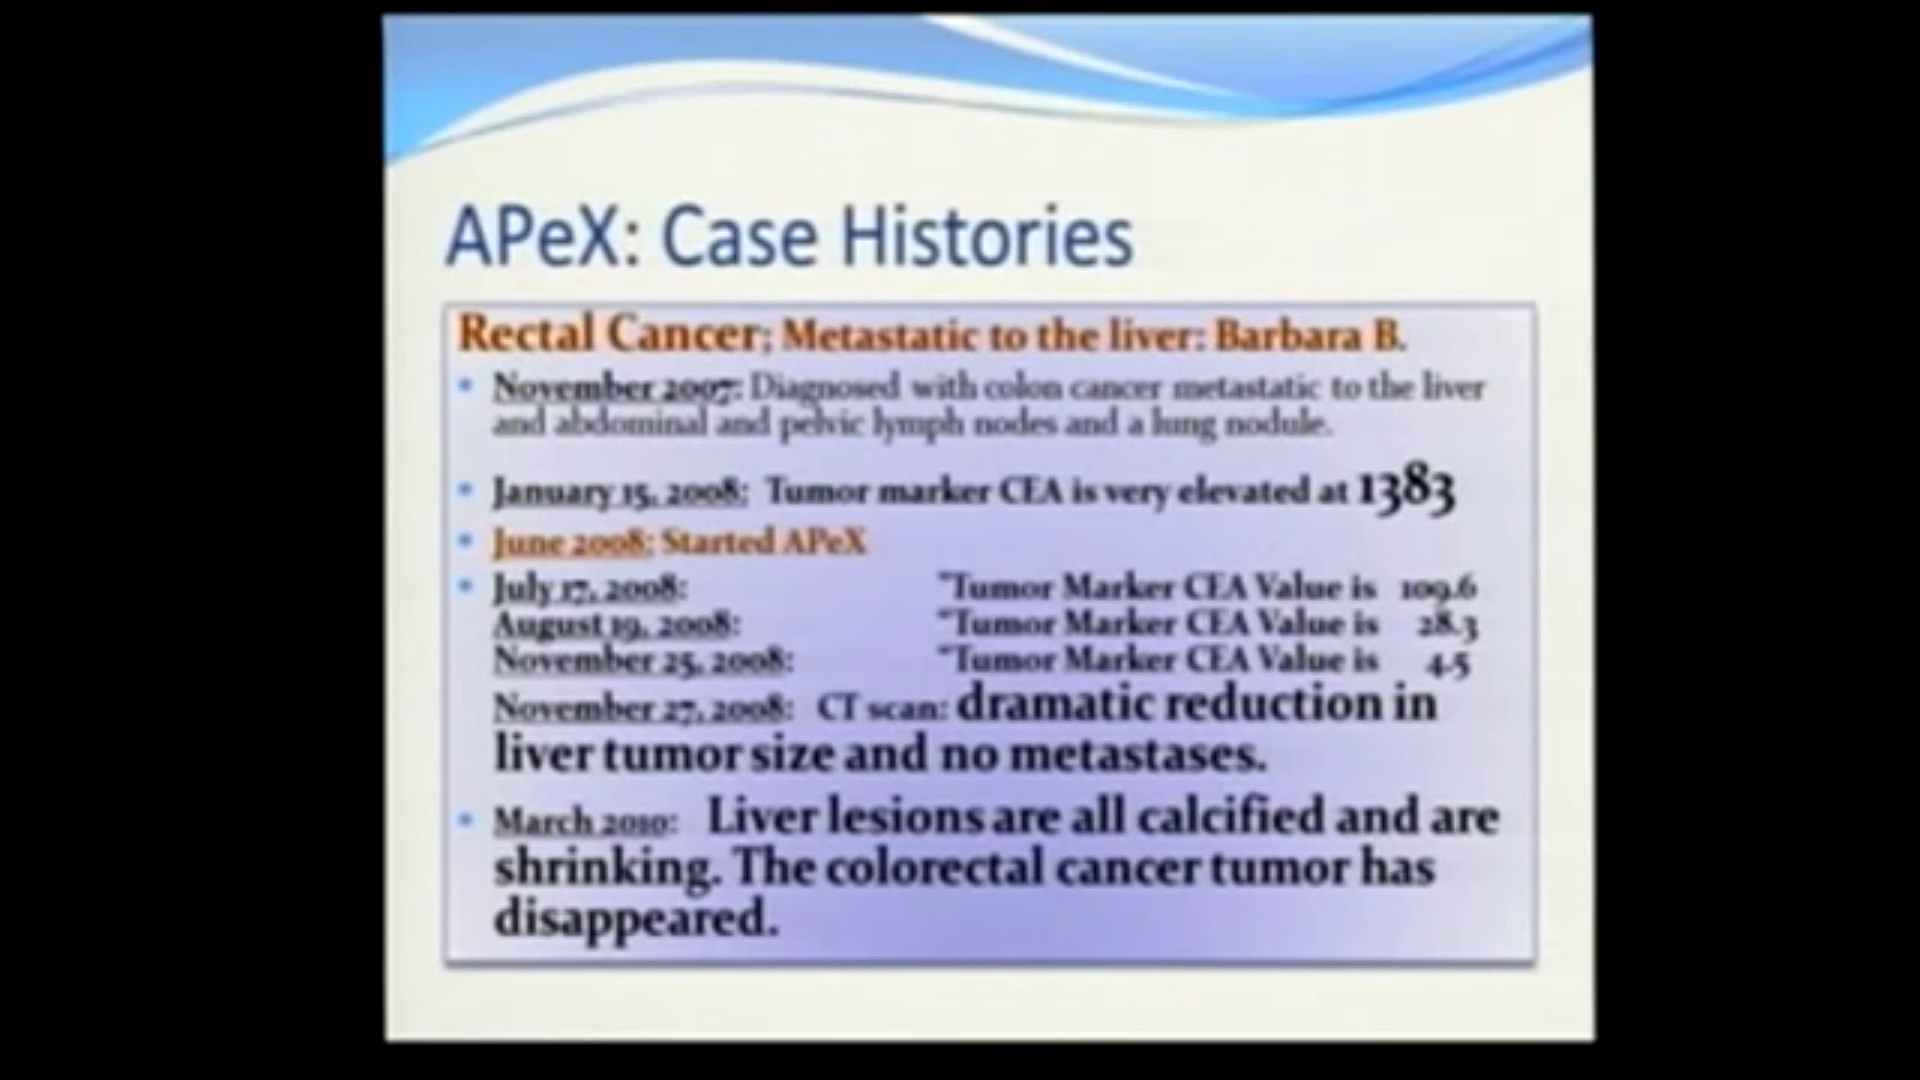 APeX: Case Histories
Rectal Cancer; Metastatic to the liver: Barbara B.
• November 2007: Diagnosed with colon cancer metastatic to the liver
and abdominal and pelvic lymph nodes and a lung nodule.
• January 15, 2008: Tumor marker CEA is very elevated at 1383
• June 2008: Started APeX
• July 17, 2008: "Tumor Marker CEA Value is 109.6
August 19, 2008: "Tumor Marker CEA Value is 28.3
November 25, 2008: "Tumor Marker CEA Value is 4.5
November 27, 2008: CT scan: dramatic reduction in
liver tumor size and no metastases.
• March 2010: Liver lesions are all calcified and are
shrinking. The colorectal cancer tumor has
disappeared.